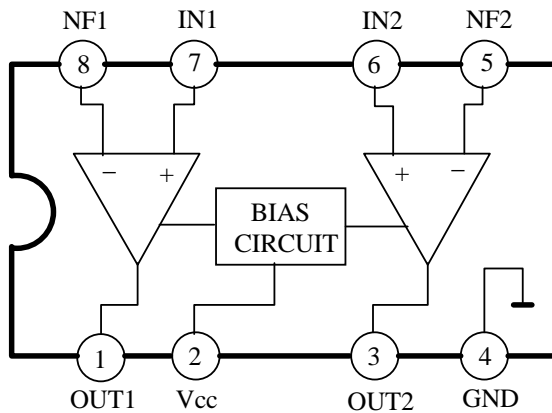 NF1 IN1 IN2 NF2
8 7 6 5
− + + −
BIAS
CIRCUIT
1 2 3 4
OUT1 Vcc OUT2 GND